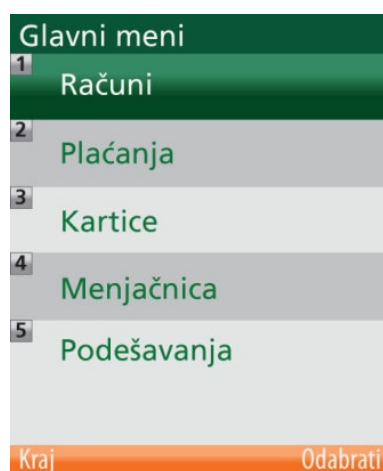 Glavni meni
1
Računi
2
Plaćanja
3
Kartice
4
Menjačnica
5
Podešavanja
Kraj Odabrati